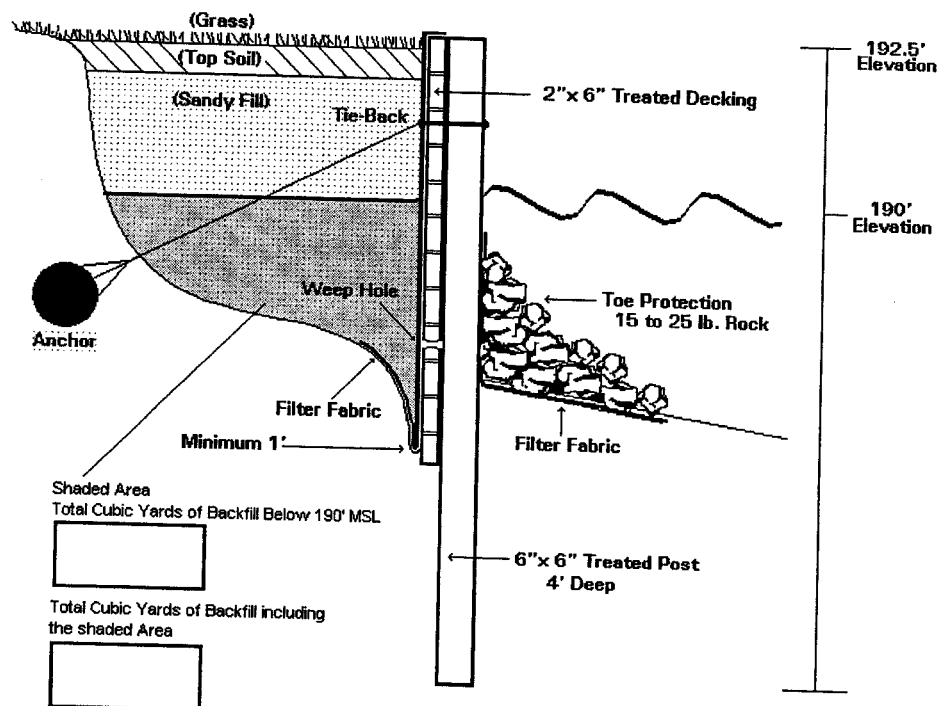 (Grass)
(Top Soil)
(Sandy Fill)
Tie-Back
2"x 6" Treated Decking
192.5'
Elevation
190'
Elevation
Weep Hole
Anchor
Toe Protection
15 to 25 lb. Rock
Filter Fabric
Filter Fabric
Minimum 1'
Shaded Area
Total Cubic Yards of Backfill Below 190' MSL
6"x 6" Treated Post
4' Deep
Total Cubic Yards of Backfill including
the shaded Area